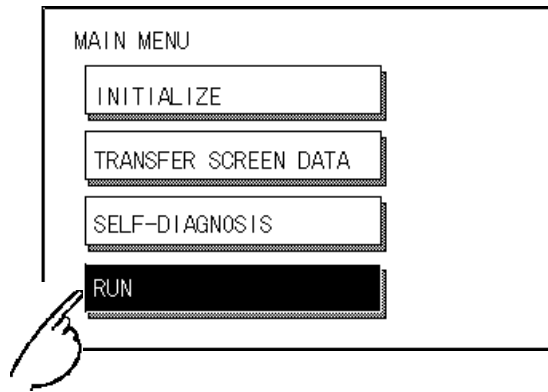 MAIN MENU
INITIALIZE
TRANSFER SCREEN DATA
SELF-DIAGNOSIS
RUN